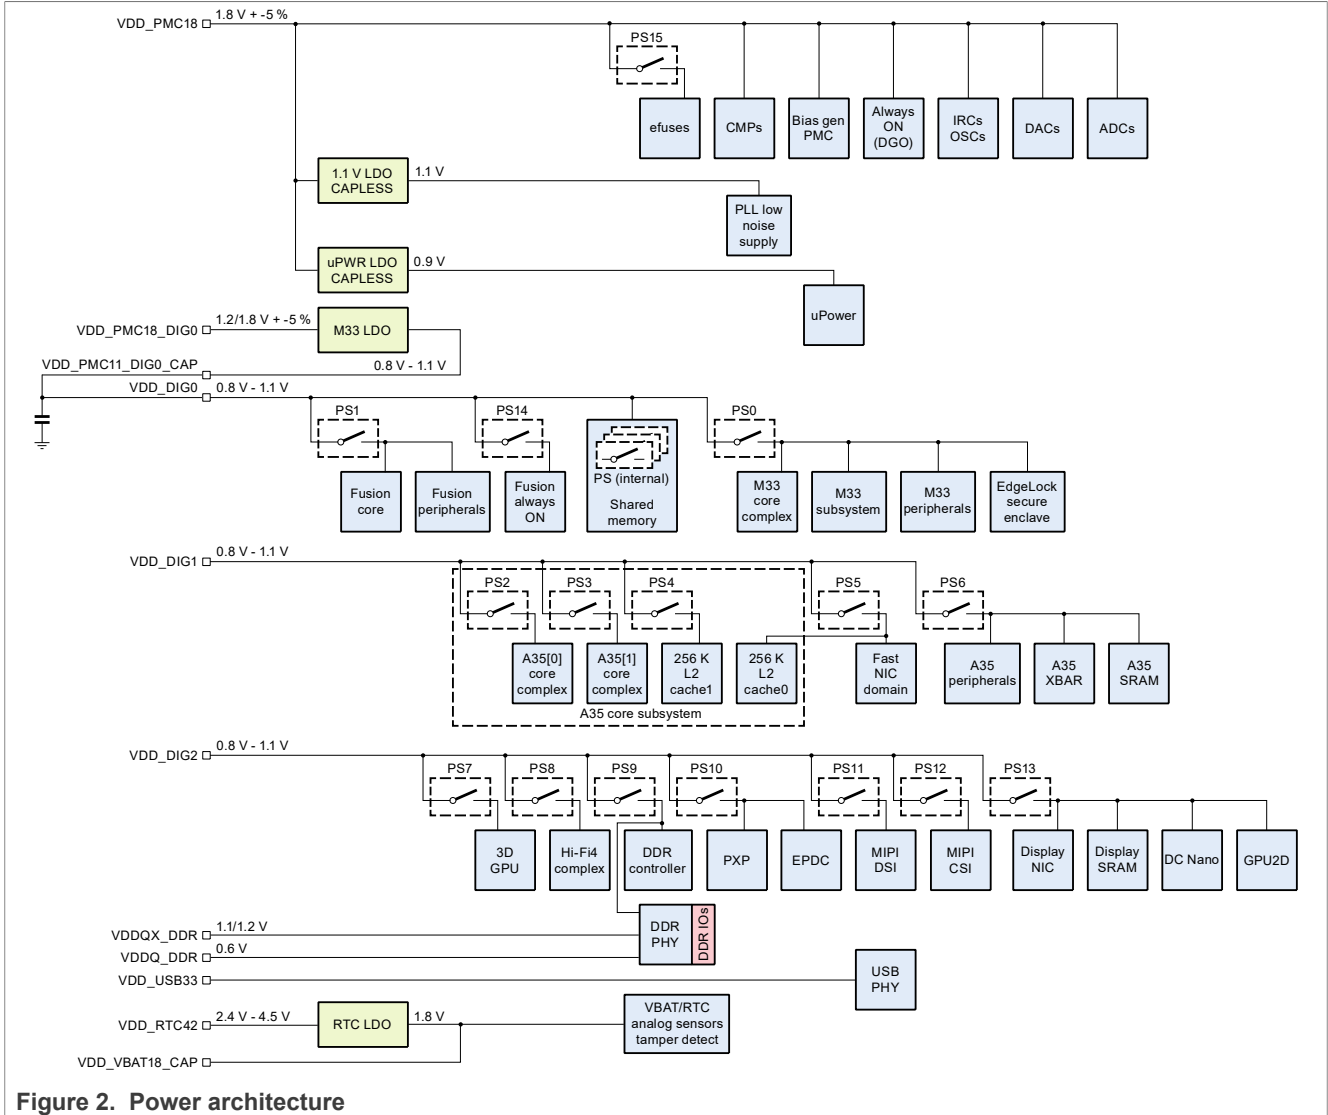 VDD_PMC18
1.8 V + -5 %
PS15
efuses
CMPs
Bias gen
PMC
Always
ON
(DGO)
IRCs
OSCs
DACs
ADCs
1.1 V LDO
CAPLESS
1.1 V
PLL low
noise
supply
uPWR LDO
CAPLESS
0.9 V
uPower
VDD_PMC18_DIG0
1.2/1.8 V + -5 %
M33 LDO
VDD_PMC11_DIG0_CAP
0.8 V - 1.1 V
VDD_DIG0
0.8 V - 1.1 V
PS1
PS14
PS0
PS (internal)
Shared
memory
Fusion
core
Fusion
peripherals
Fusion
always
ON
M33
core
complex
M33
subsystem
M33
peripherals
EdgeLock
secure
enclave
VDD_DIG1
0.8 V - 1.1 V
PS2
PS3
PS4
PS5
PS6
A35[0]
core
complex
A35[1]
core
complex
256 K
L2
cache1
256 K
L2
cache0
Fast
NIC
domain
A35
peripherals
A35
XBAR
A35
SRAM
A35 core subsystem
VDD_DIG2
0.8 V - 1.1 V
PS7
PS8
PS9
PS10
PS11
PS12
PS13
3D
GPU
Hi-Fi4
complex
DDR
controller
PXP
EPDC
MIPI
DSI
MIPI
CSI
Display
NIC
Display
SRAM
DC Nano
GPU2D
VDDQX_DDR
1.1/1.2 V
DDR
PHY
DDR IOs
VDDQ_DDR
0.6 V
VDD_USB33
USB
PHY
VDD_RTC42
2.4 V - 4.5 V
RTC LDO
1.8 V
VBAT/RTC
analog sensors
tamper detect
VDD_VBAT18_CAP
Figure 2. Power architecture